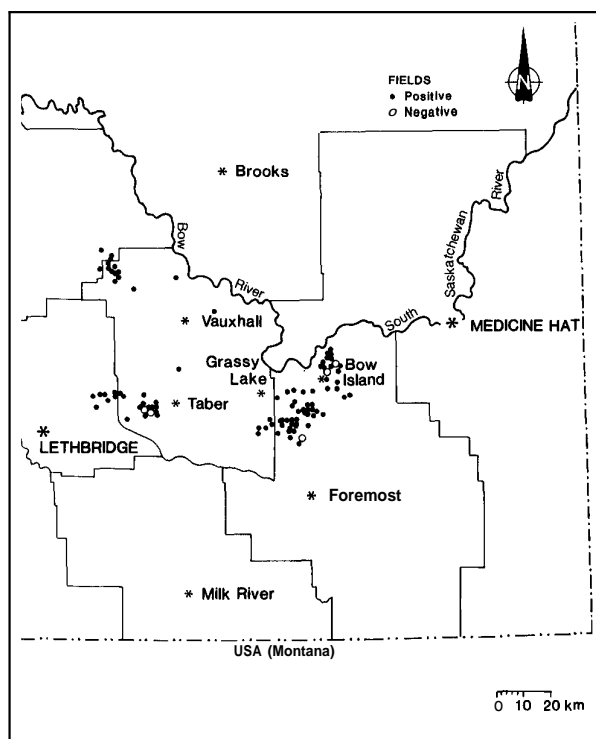 N
FIELDS
Positive
Negative
Brooks
Bow
River
Saskatchewan
River
South
Vauxhall
MEDICINE HAT
Grassy
Lake
Bow
Island
Taber
LETHBRIDGE
Foremost
Milk River
USA (Montana)
0 10 20 km